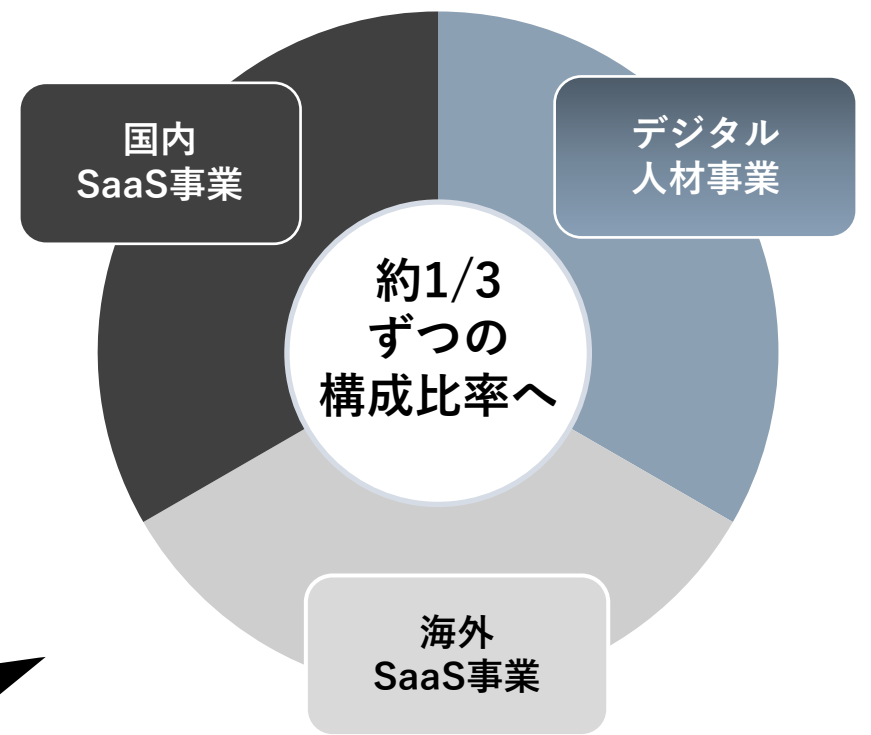 国内
SaaS事業
デジタル
人材事業
約1/3
ずつの
構成比率へ
海外
SaaS事業